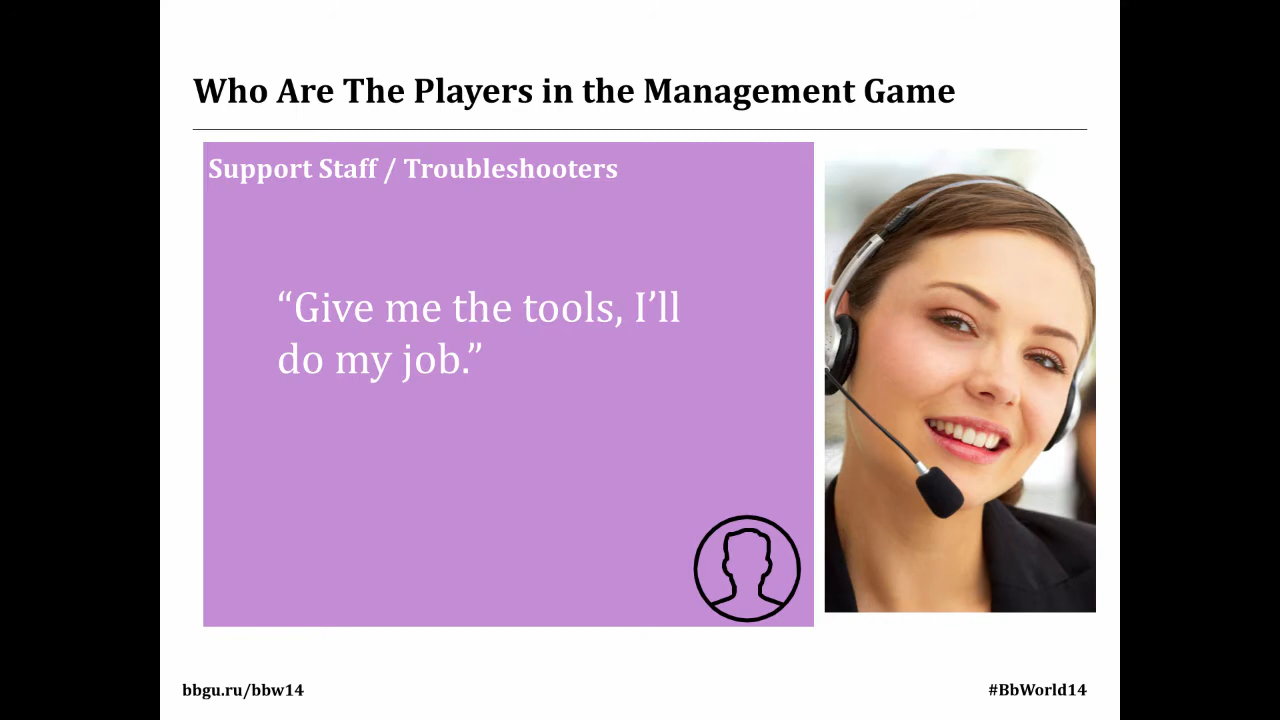 Who Are The Players in the Management Game
Support Staff / Troubleshooters
“Give me the tools, I’ll
do my job.”
bbgu.ru/bbw14
#BbWorld14